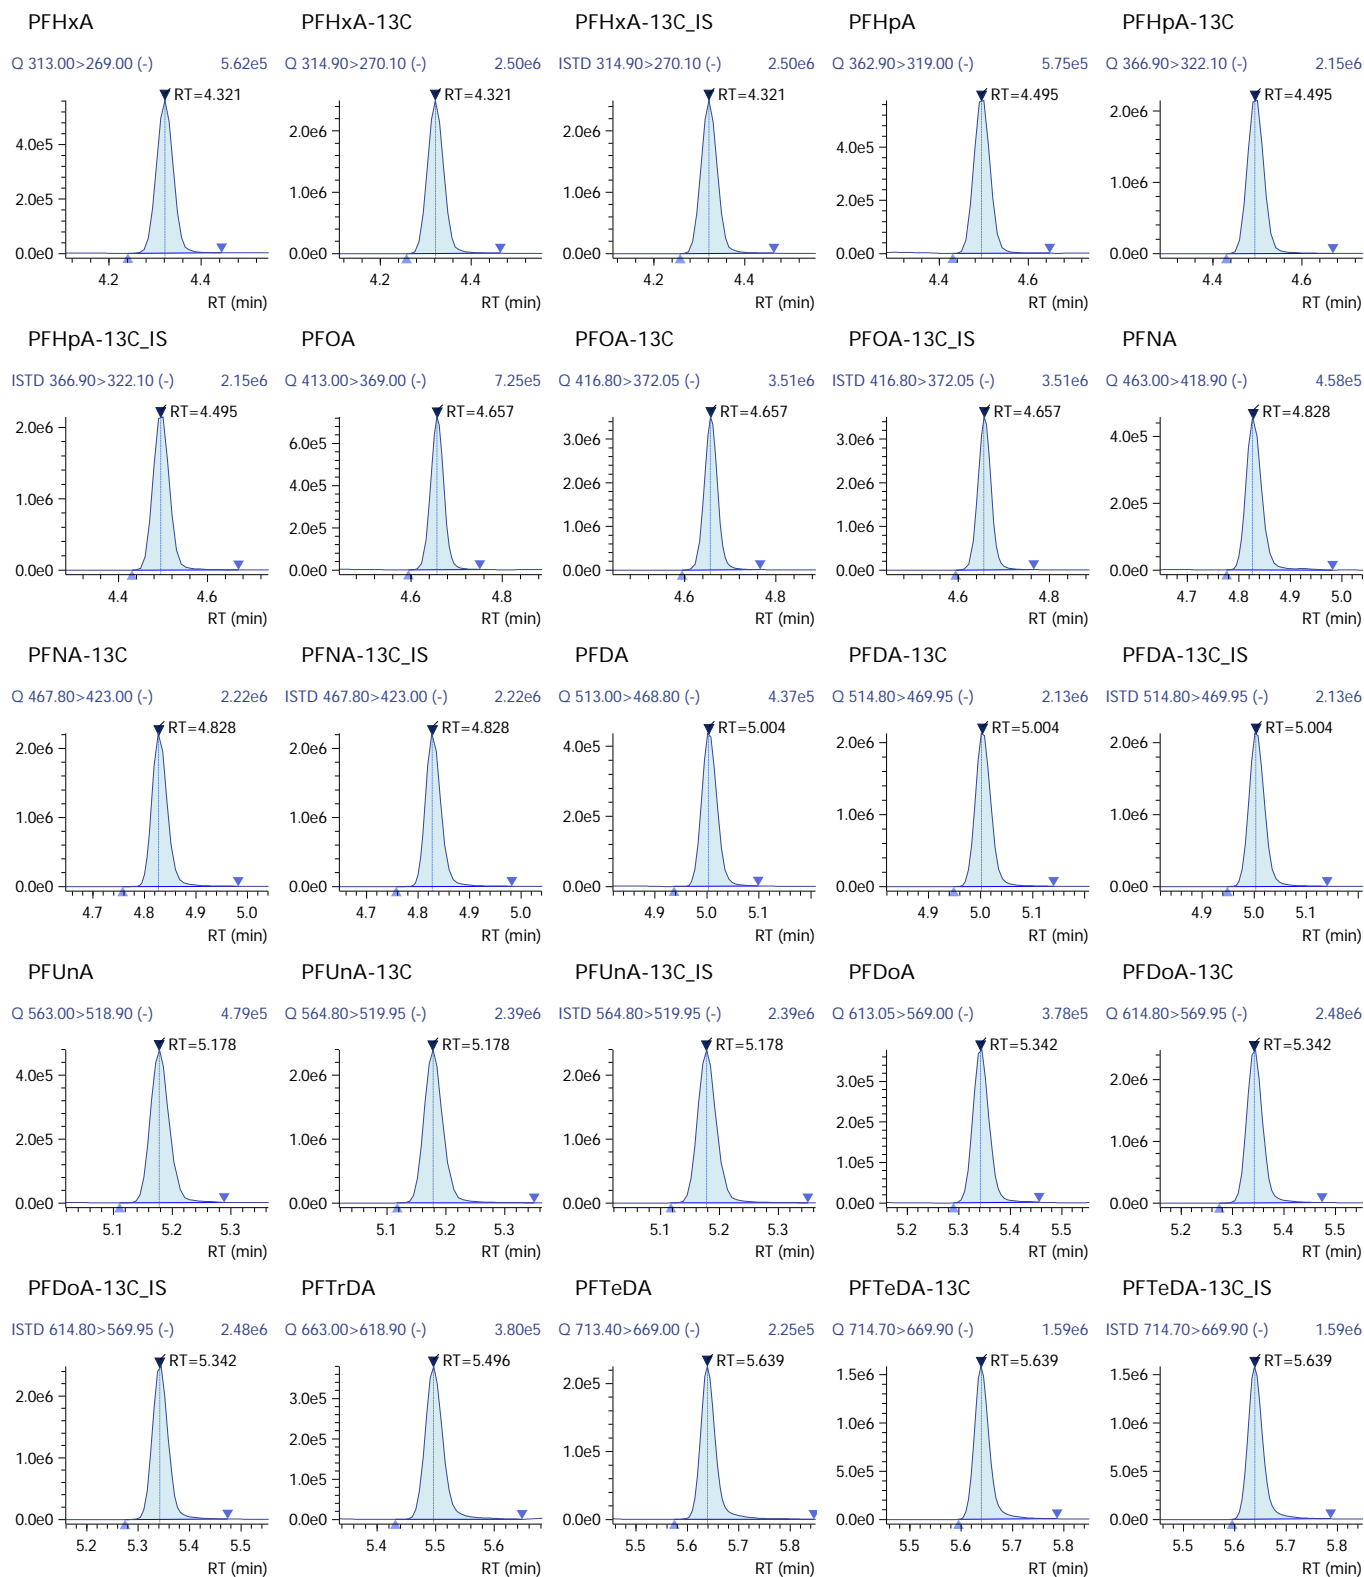 PFHxA PFHxA-13C PFHxA-13C_IS PFHpA PFHpA-13C
Q 313.00>269.00 (-) 5.62e5 Q 314.90>270.10 (-) 2.50e6 ISTD 314.90>270.10 (-) 2.50e6 Q 362.90>319.00 (-) 5.75e5 Q 366.90>322.10 (-) 2.15e6
RT=4.321 RT=4.321 RT=4.321 RT=4.495 RT=4.495
2.0e6 2.0e6 2.0e6
4.0e5 4.0e5
1.0e6 1.0e6 1.0e6
2.0e5 2.0e5
0.0e0 0.0e0 0.0e0 0.0e0 0.0e0
4.2 4.4 4.2 4.4 4.2 4.4 4.4 4.6 4.4 4.6
RT (min) RT (min) RT (min) RT (min) RT (min)
PFHpA-13C_IS PFOA PFOA-13C PFOA-13C_IS PFNA
ISTD 366.90>322.10 (-) 2.15e6 Q 413.00>369.00 (-) 7.25e5 Q 416.80>372.05 (-) 3.51e6 ISTD 416.80>372.05 (-) 3.51e6 Q 463.00>418.90 (-) 4.58e5
RT=4.495 RT=4.657 RT=4.657 RT=4.657 RT=4.828
2.0e6 6.0e5 3.0e6 3.0e6 4.0e5
4.0e5 2.0e6 2.0e6
1.0e6 2.0e5
2.0e5 1.0e6 1.0e6
0.0e0 0.0e0 0.0e0 0.0e0 0.0e0
4.4 4.6 4.6 4.8 4.6 4.8 4.6 4.8 4.7 4.8 4.9 5.0
RT (min) RT (min) RT (min) RT (min) RT (min)
PFNA-13C PFNA-13C_IS PFDA PFDA-13C PFDA-13C_IS
Q 467.80>423.00 (-) 2.22e6 ISTD 467.80>423.00 (-) 2.22e6 Q 513.00>468.80 (-) 4.37e5 Q 514.80>469.95 (-) 2.13e6 ISTD 514.80>469.95 (-) 2.13e6
RT=4.828 RT=4.828 RT=5.004 RT=5.004 RT=5.004
2.0e6 2.0e6 4.0e5 2.0e6 2.0e6
1.0e6 1.0e6 2.0e5 1.0e6 1.0e6
0.0e0 0.0e0 0.0e0 0.0e0 0.0e0
4.7 4.8 4.9 5.0 4.7 4.8 4.9 5.0 4.9 5.0 5.1 4.9 5.0 5.1 4.9 5.0 5.1
RT (min) RT (min) RT (min) RT (min) RT (min)
PFUnA PFUnA-13C PFUnA-13C_IS PFDoA PFDoA-13C
Q 563.00>518.90 (-) 4.79e5 Q 564.80>519.95 (-) 2.39e6 ISTD 564.80>519.95 (-) 2.39e6 Q 613.05>569.00 (-) 3.78e5 Q 614.80>569.95 (-) 2.48e6
RT=5.178 RT=5.178 RT=5.178 RT=5.342 RT=5.342
4.0e5 2.0e6 2.0e6 3.0e5 2.0e6
2.0e5
2.0e5 1.0e6 1.0e6 1.0e5 1.0e6
0.0e0 0.0e0 0.0e0 0.0e0 0.0e0
5.1 5.2 5.3 5.1 5.2 5.3 5.1 5.2 5.3 5.2 5.3 5.4 5.5 5.2 5.3 5.4 5.5
RT (min) RT (min) RT (min) RT (min) RT (min)
PFDoA-13C_IS PFTrDA PFTeDA PFTeDA-13C PFTeDA-13C_IS
ISTD 614.80>569.95 (-) 2.48e6 Q 663.00>618.90 (-) 3.80e5 Q 713.40>669.00 (-) 2.25e5 Q 714.70>669.90 (-) 1.59e6 ISTD 714.70>669.90 (-) 1.59e6
RT=5.342 RT=5.496 RT=5.639 RT=5.639 RT=5.639
2.0e6 3.0e5 2.0e5 1.5e6 1.5e6
2.0e5 1.0e6 1.0e6
1.0e6 1.0e5 1.0e5 5.0e5 5.0e5
0.0e0 0.0e0 0.0e0 0.0e0 0.0e0
5.2 5.3 5.4 5.5 5.4 5.5 5.6 5.5 5.6 5.7 5.8 5.5 5.6 5.7 5.8 5.5 5.6 5.7 5.8
RT (min) RT (min) RT (min) RT (min) RT (min)